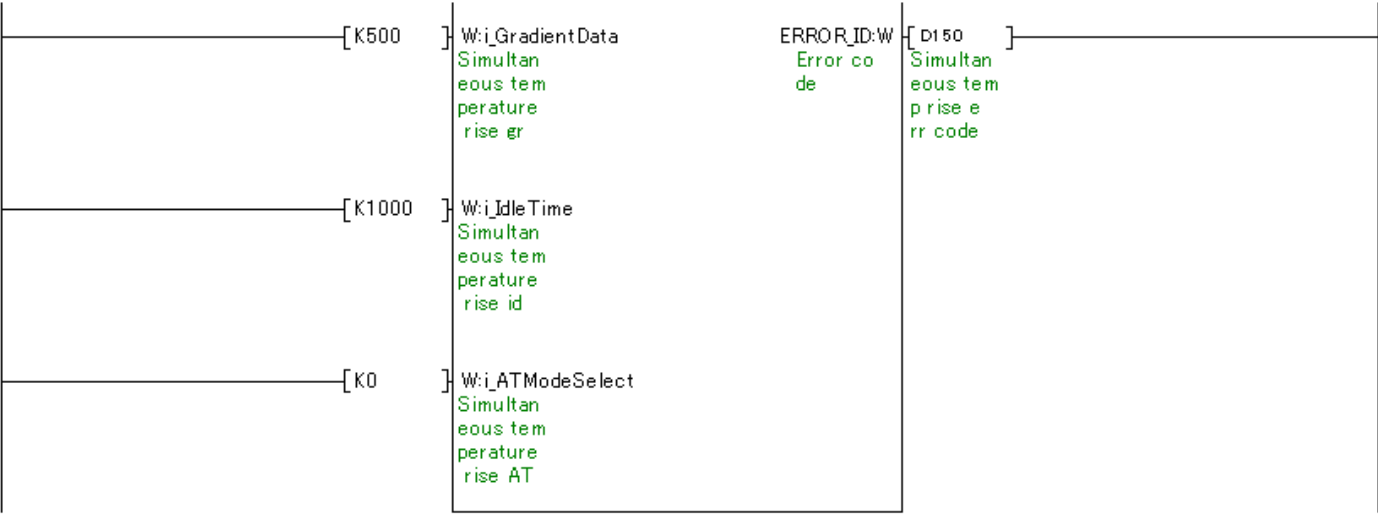 [K500 ] W:i_GradientData ERROR_ID:W [ D150 ]
Simultan Error co Simultan
eous tem de eous tem
perature p rise e
rise gr rr code
[K1000 ] W:i_IdleTime
Simultan
eous tem
perature
rise id
[K0 ] W:i_ATModeSelect
Simultan
eous tem
perature
rise AT